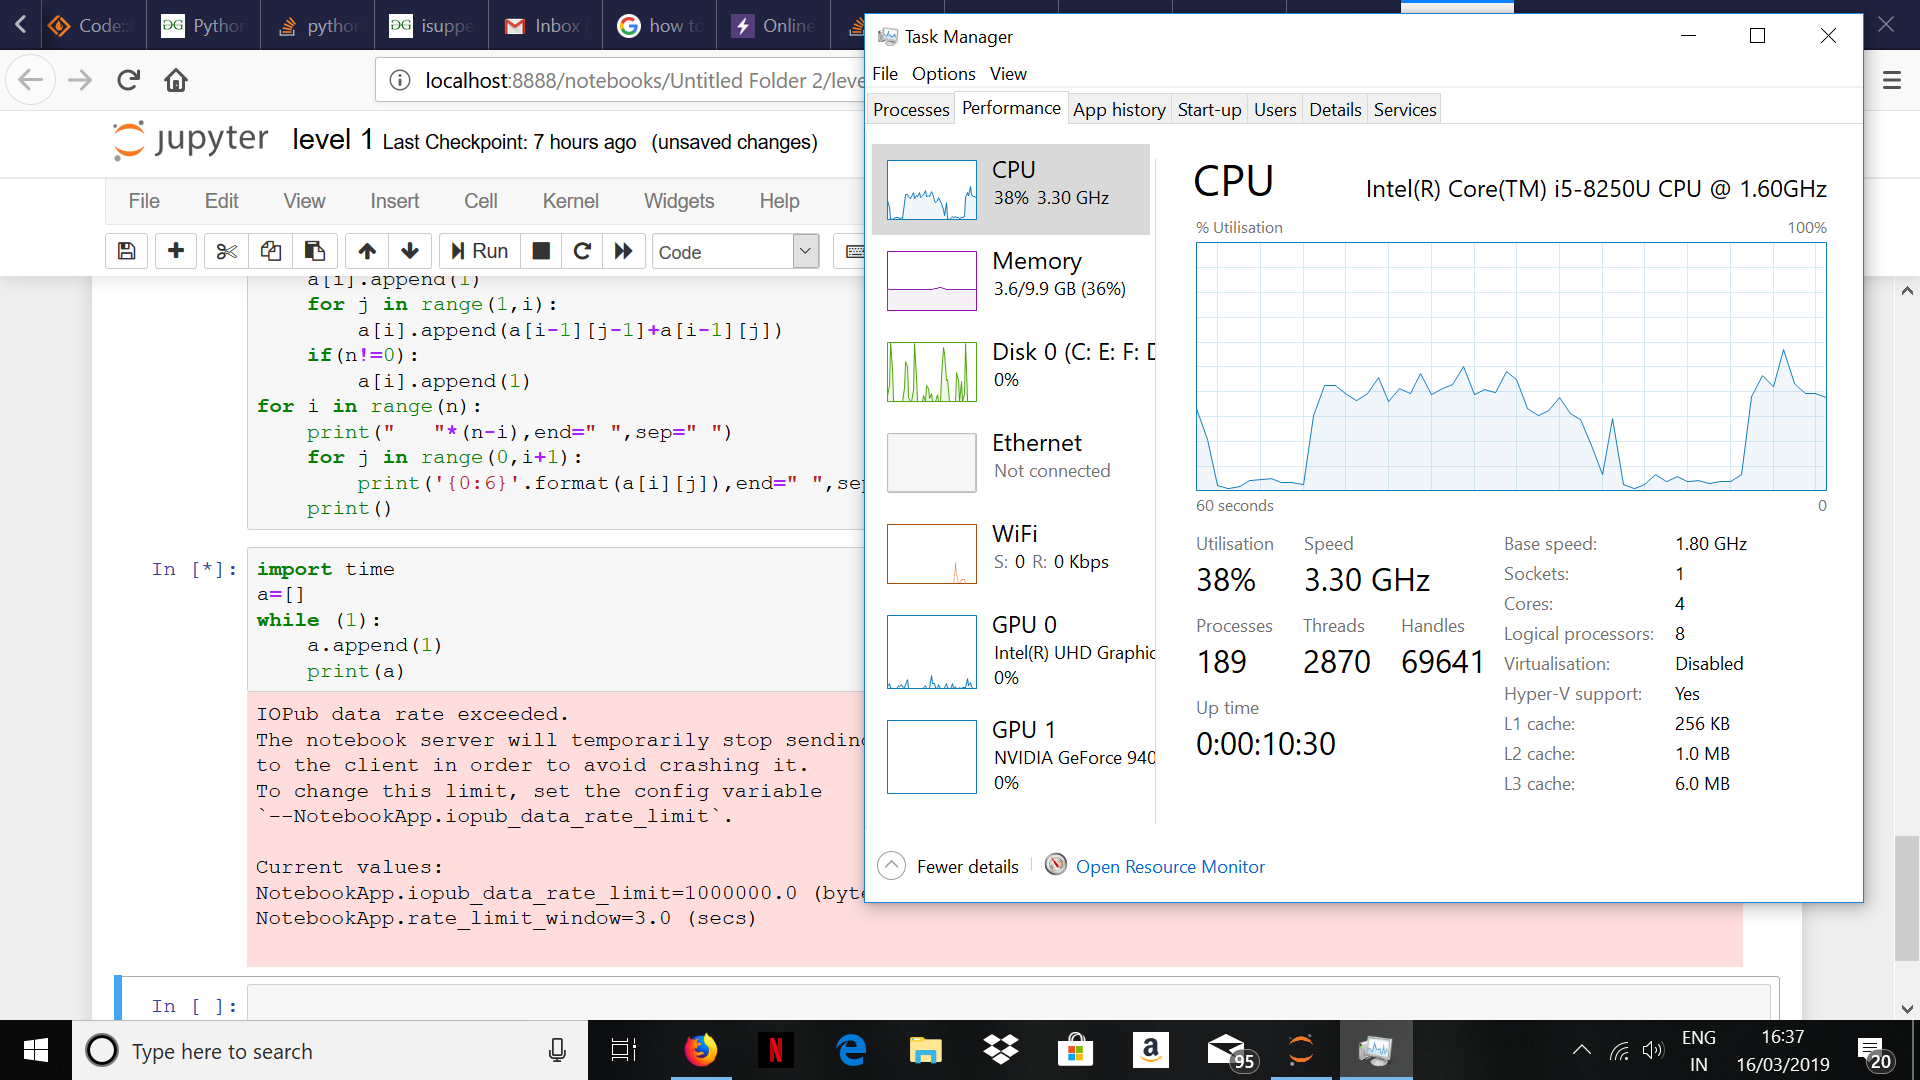 Code::
Python
python
isuppe
Inbox
how to
Online
localhost:8888/notebooks/Untitled Folder 2/leve
jupyter level 1 Last Checkpoint: 7 hours ago (unsaved changes)
File Edit View Insert Cell Kernel Widgets Help
Run
Code
a[i].append(1)
for j in range(1,i):
a[i].append(a[i-1][j-1]+a[i-1][j])
if(n!=0):
a[i].append(1)
for i in range(n):
print("   "*(n-i),end=" ",sep=" ")
for j in range(0,i+1):
print('{0:6}'.format(a[i][j]),end=" ",sep
print()
In [*]:
import time
a=[]
while (1):
a.append(1)
print(a)
IOPub data rate exceeded.
The notebook server will temporarily stop sending
to the client in order to avoid crashing it.
To change this limit, set the config variable
`--NotebookApp.iopub_data_rate_limit`.
Current values:
NotebookApp.iopub_data_rate_limit=1000000.0 (byte
NotebookApp.rate_limit_window=3.0 (secs)
In [ ]:
Task Manager
File Options View
Processes Performance App history Start-up Users Details Services
CPU
38% 3.30 GHz
Memory
3.6/9.9 GB (36%)
Disk 0 (C: E: F: D
0%
Ethernet
Not connected
WiFi
S: 0 R: 0 Kbps
GPU 0
Intel(R) UHD Graphic
0%
GPU 1
NVIDIA GeForce 940
0%
CPU
Intel(R) Core(TM) i5-8250U CPU @ 1.60GHz
% Utilisation 100%
60 seconds 0
Utilisation Speed
38% 3.30 GHz
Processes Threads Handles
189 2870 69641
Up time
0:00:10:30
Base speed: 1.80 GHz
Sockets: 1
Cores: 4
Logical processors: 8
Virtualisation: Disabled
Hyper-V support: Yes
L1 cache: 256 KB
L2 cache: 1.0 MB
L3 cache: 6.0 MB
Fewer details
Open Resource Monitor
Type here to search
N
a
95
ENG
IN
16:37
16/03/2019
20